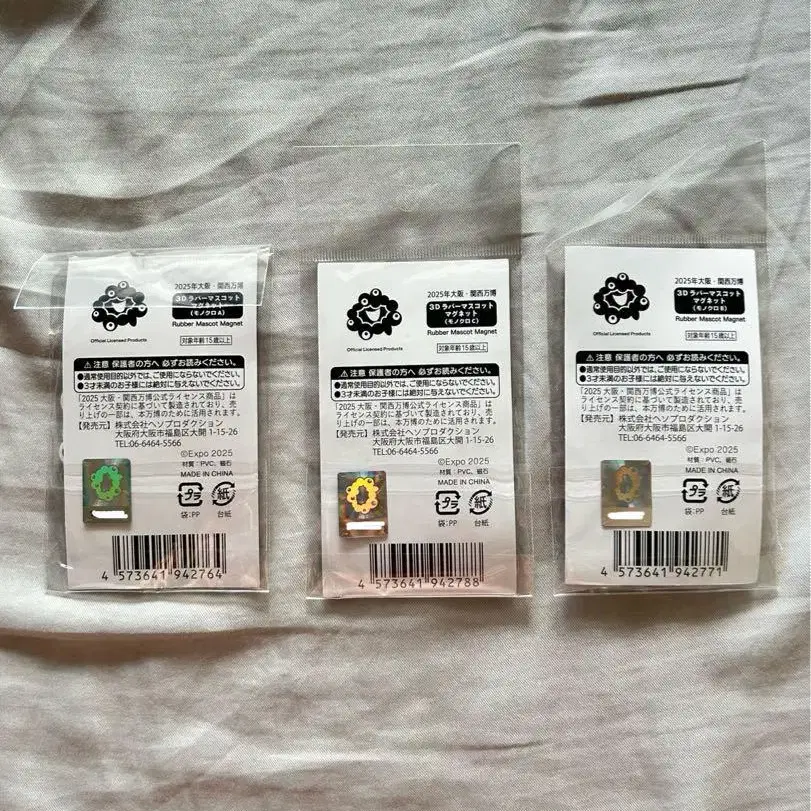 2025年大阪・関西万博
3Dラバーマスコット
マグネット
(モノクロA)
Rubber Mascot Magnet
Official Licensed Products
対象年齢15歳以上
⚠注意 保護者の方へ 必ずお読みください。
●通常使用目的以外では、ご使用にならないでください。
●3才未満のお子様には絶対に与えないでください。
「2025 大阪・関西万博公式ライセンス商品」は
ライセンス契約に基づいて製造されており、売
り上げの一部は、本万博のために活用されます。
【発売元】株式会社ヘソプロダクション
大阪府大阪市福島区大開 1-15-26
TEL:06-6464-5566
©Expo 2025
材質：PVC、磁石
MADE IN CHINA
プラ 紙
袋:PP 台紙
4 573641 942764
2025年大阪・関西万博
3Dラバーマスコット
マグネット
(モノクロC)
Rubber Mascot Magnet
Official Licensed Products
対象年齢15歳以上
⚠注意 保護者の方へ 必ずお読みください。
●通常使用目的以外では、ご使用にならないでください。
●3才未満のお子様には絶対に与えないでください。
「2025 大阪・関西万博公式ライセンス商品」は
ライセンス契約に基づいて製造されており、売
り上げの一部は、本万博のために活用されます。
【発売元】株式会社ヘソプロダクション
大阪府大阪市福島区大開 1-15-26
TEL:06-6464-5566
©Expo 2025
材質：PVC、磁石
MADE IN CHINA
プラ 紙
袋:PP 台紙
4 573641 942788
2025年大阪・関西万博
3Dラバーマスコット
マグネット
(モノクロB)
Rubber Mascot Magnet
Official Licensed Products
対象年齢15歳以上
⚠注意 保護者の方へ 必ずお読みください。
●通常使用目的以外では、ご使用にならないでください。
●3才未満のお子様には絶対に与えないでください。
「2025 大阪・関西万博公式ライセンス商品」は
ライセンス契約に基づいて製造されており、売
り上げの一部は、本万博のために活用されます。
【発売元】株式会社ヘソプロダクション
大阪府大阪市福島区大開 1-15-26
TEL:06-6464-5566
©Expo 2025
材質：PVC、磁石
MADE IN CHINA
プラ 紙
袋:PP 台紙
4 573641 942771